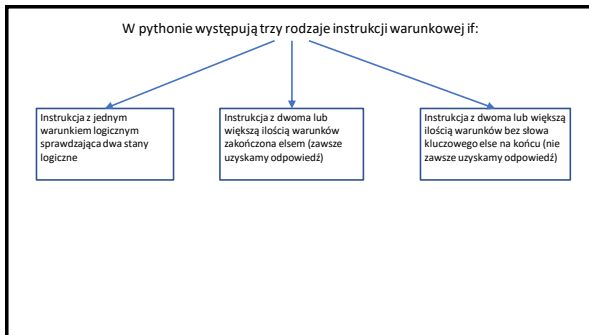 W pythonie występują trzy rodzaje instrukcji warunkowej if:
Instrukcja z jednym
warunkiem logicznym
sprawdzająca dwa stany
logiczne
Instrukcja z dwoma lub
większą ilością warunków
zakończona elsem (zawsze
uzyskamy odpowiedź)
Instrukcja z dwoma lub większą
ilością warunków bez słowa
kluczowego else na końcu (nie
zawsze uzyskamy odpowiedź)